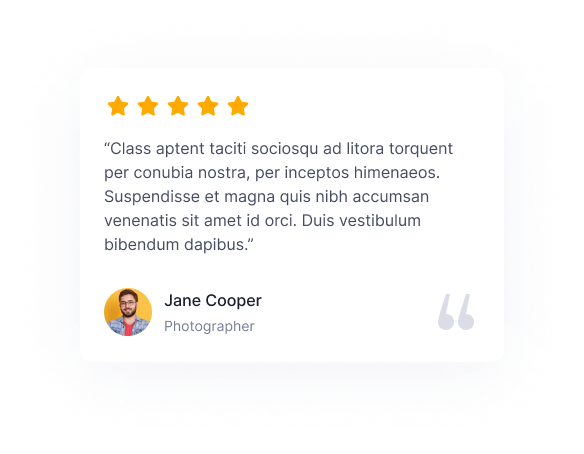 “Class aptent taciti sociosqu ad litora torquent
per conubia nostra, per inceptos himenaeos.
Suspendisse et magna quis nibh accumsan
venenatis sit amet id orci. Duis vestibulum
bibendum dapibus.”
Jane Cooper
Photographer
“